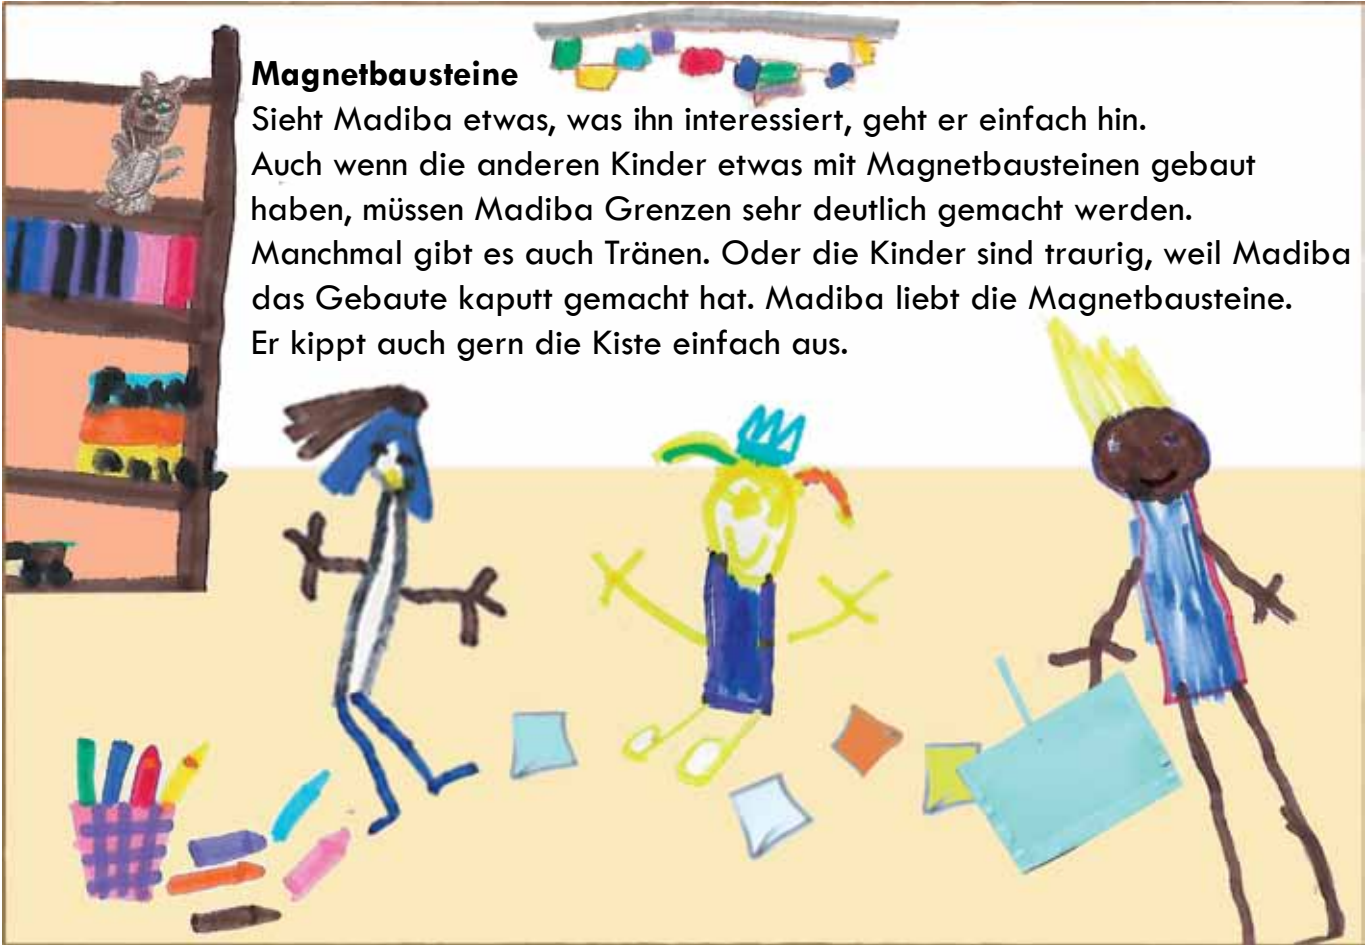 Magnetbausteine
Sieht Madiba etwas, was ihn interessiert, geht er einfach hin.
Auch wenn die anderen Kinder etwas mit Magnetbausteinen gebaut
haben, müssen Madiba Grenzen sehr deutlich gemacht werden.
Manchmal gibt es auch Tränen. Oder die Kinder sind traurig, weil Madiba
das Gebaute kaputt gemacht hat. Madiba liebt die Magnetbausteine.
Er kippt auch gern die Kiste einfach aus.